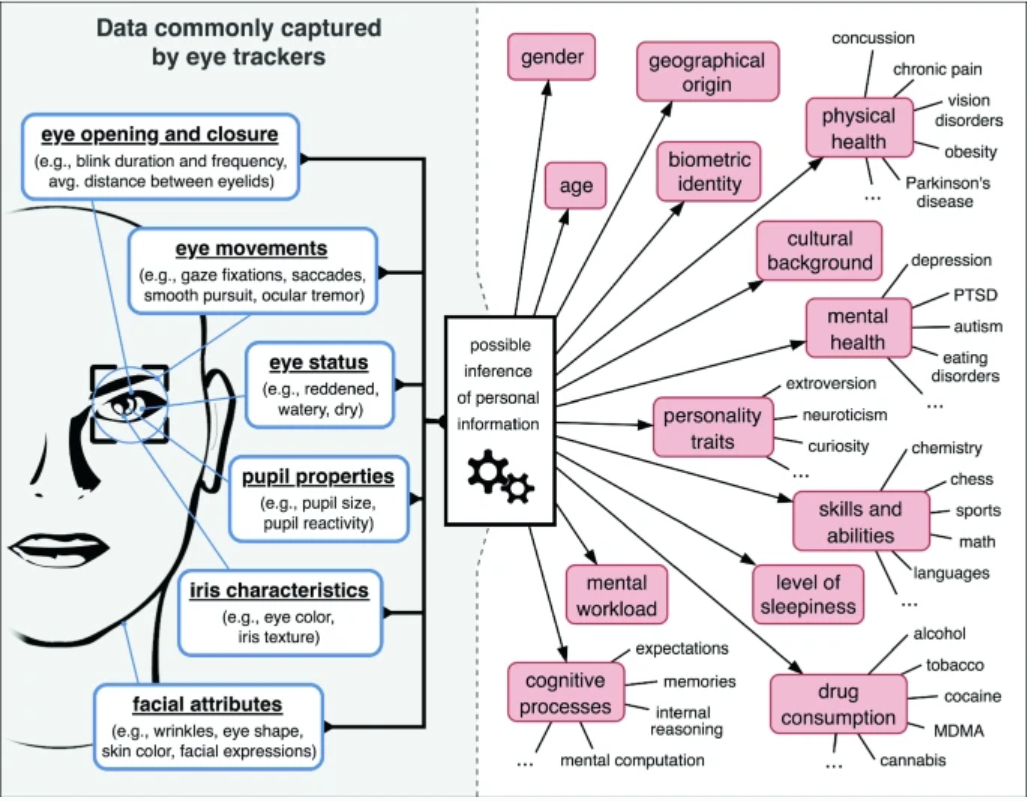 Data commonly captured
by eye trackers
eye opening and closure
(e.g., blink duration and frequency,
avg. distance between eyelids)
eye movements
(e.g., gaze fixations, saccades,
smooth pursuit, ocular tremor)
eye status
(e.g., reddened,
watery, dry)
pupil properties
(e.g., pupil size,
pupil reactivity)
iris characteristics
(e.g., eye color,
iris texture)
facial attributes
(e.g., wrinkles, eye shape,
skin color, facial expressions)
possible
inference
of personal
information
gender
geographical
origin
age
biometric
identity
physical
health
concussion
chronic pain
vision
disorders
obesity
Parkinson's
disease
...
cultural
background
mental
health
depression
PTSD
autism
eating
disorders
...
personality
traits
extroversion
neuroticism
curiosity
...
skills and
abilities
chemistry
chess
sports
math
languages
...
mental
workload
level of
sleepiness
cognitive
processes
expectations
memories
internal
reasoning
mental computation
...
drug
consumption
alcohol
tobacco
cocaine
MDMA
cannabis
...